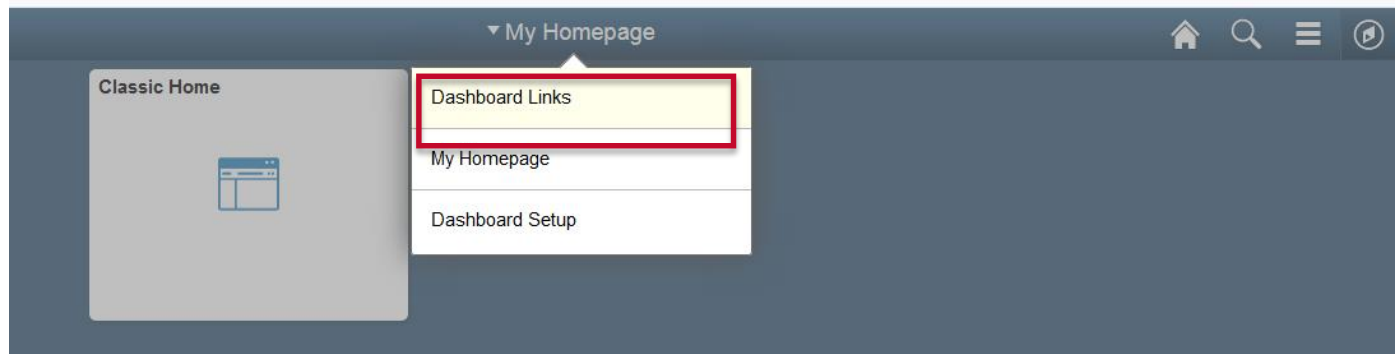 My Homepage
Classic Home
Dashboard Links
My Homepage
Dashboard Setup